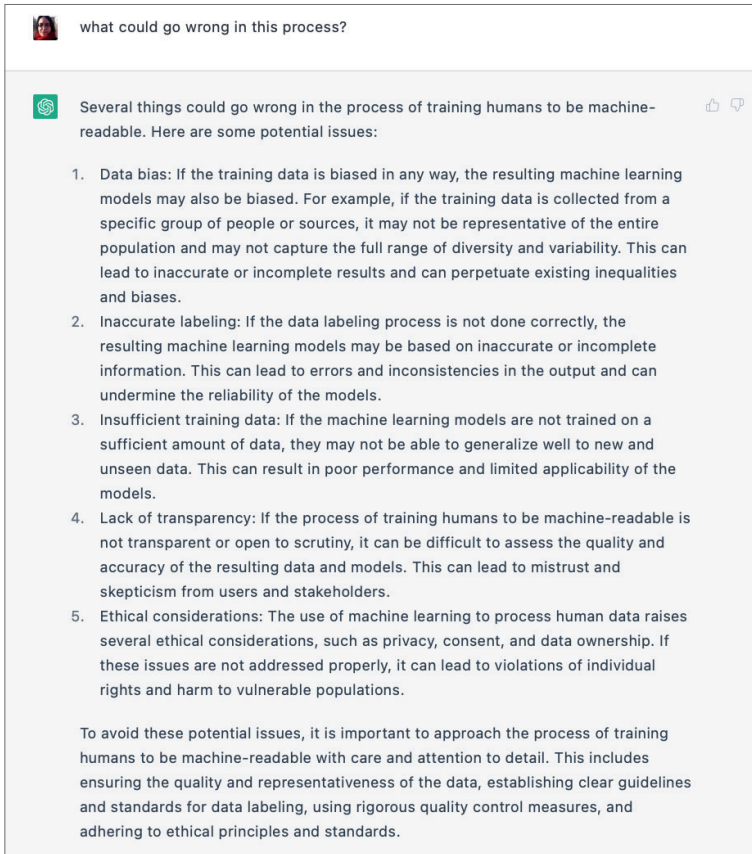 what could go wrong in this process?
Several things could go wrong in the process of training humans to be machine-
readable. Here are some potential issues:
1. Data bias: If the training data is biased in any way, the resulting machine learning
models may also be biased. For example, if the training data is collected from a
specific group of people or sources, it may not be representative of the entire
population and may not capture the full range of diversity and variability. This can
lead to inaccurate or incomplete results and can perpetuate existing inequalities
and biases.
2. Inaccurate labeling: If the data labeling process is not done correctly, the
resulting machine learning models may be based on inaccurate or incomplete
information. This can lead to errors and inconsistencies in the output and can
undermine the reliability of the models.
3. Insufficient training data: If the machine learning models are not trained on a
sufficient amount of data, they may not be able to generalize well to new and
unseen data. This can result in poor performance and limited applicability of the
models.
4. Lack of transparency: If the process of training humans to be machine-readable is
not transparent or open to scrutiny, it can be difficult to assess the quality and
accuracy of the resulting data and models. This can lead to mistrust and
skepticism from users and stakeholders.
5. Ethical considerations: The use of machine learning to process human data raises
several ethical considerations, such as privacy, consent, and data ownership. If
these issues are not addressed properly, it can lead to violations of individual
rights and harm to vulnerable populations.
To avoid these potential issues, it is important to approach the process of training
humans to be machine-readable with care and attention to detail. This includes
ensuring the quality and representativeness of the data, establishing clear guidelines
and standards for data labeling, using rigorous quality control measures, and
adhering to ethical principles and standards.